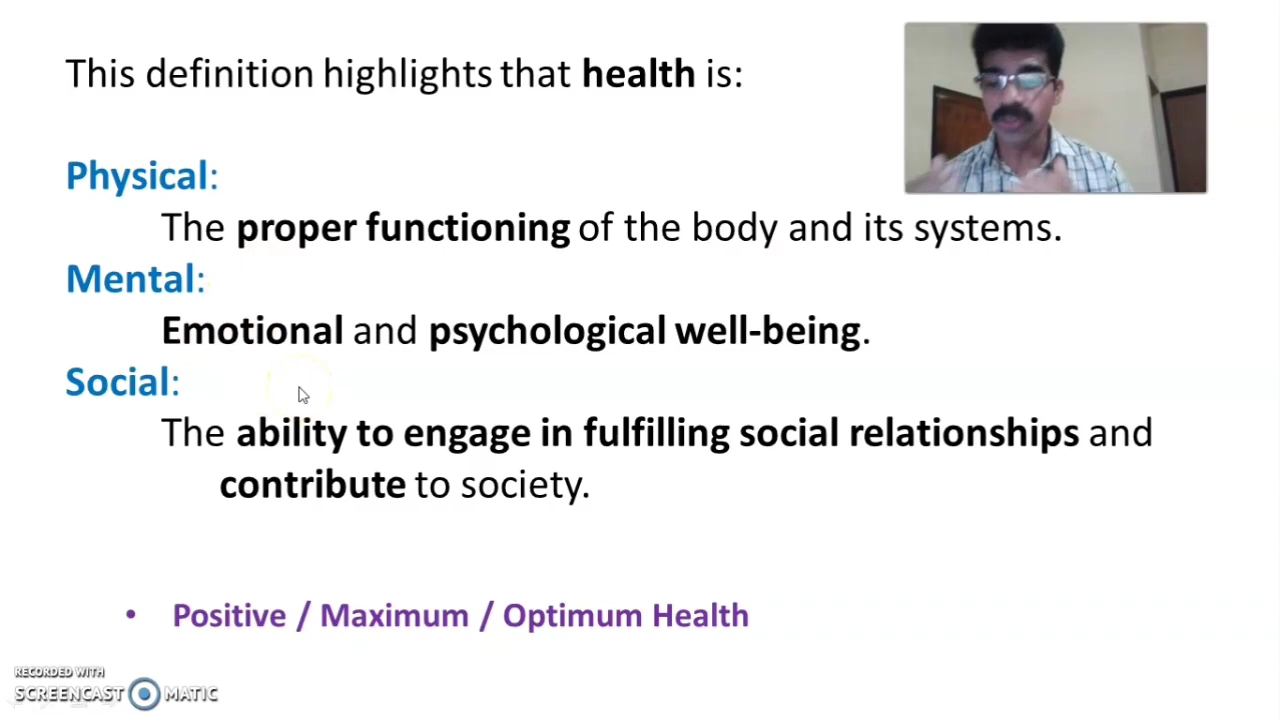 This definition highlights that health is:
Physical:
The proper functioning of the body and its systems.
Mental:
Emotional and psychological well-being.
Social:
The ability to engage in fulfilling social relationships and
contribute to society.
• Positive / Maximum / Optimum Health
RECORDED WITH
SCREENCAST MATIC